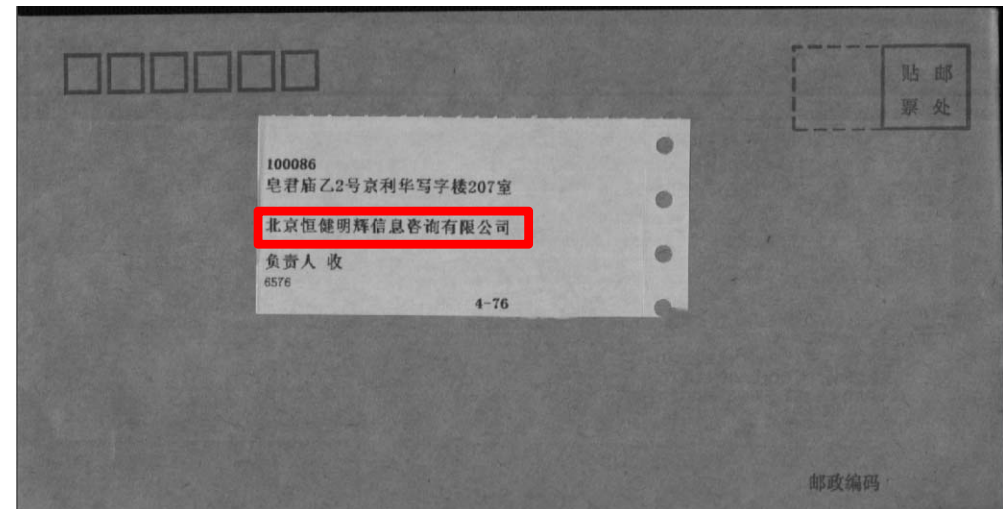 贴邮
票处
100086
皂君庙乙2号京利华写字楼207室
北京恒健明辉信息咨询有限公司
负责人 收
6576
4-76
邮政编码